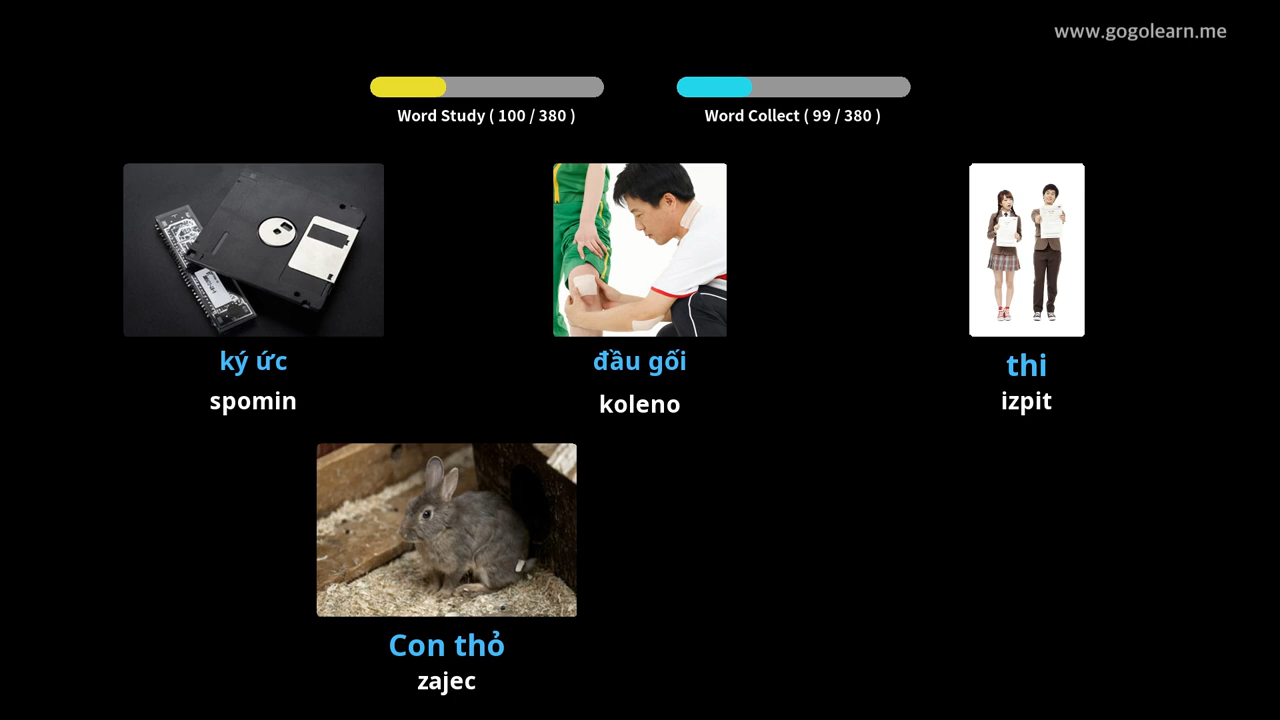 www.gogolearn.me
Word Study ( 100 / 380 )
Word Collect ( 99 / 380 )
ký ức
spomin
đầu gối
koleno
thi
izpit
Con thỏ
zajec